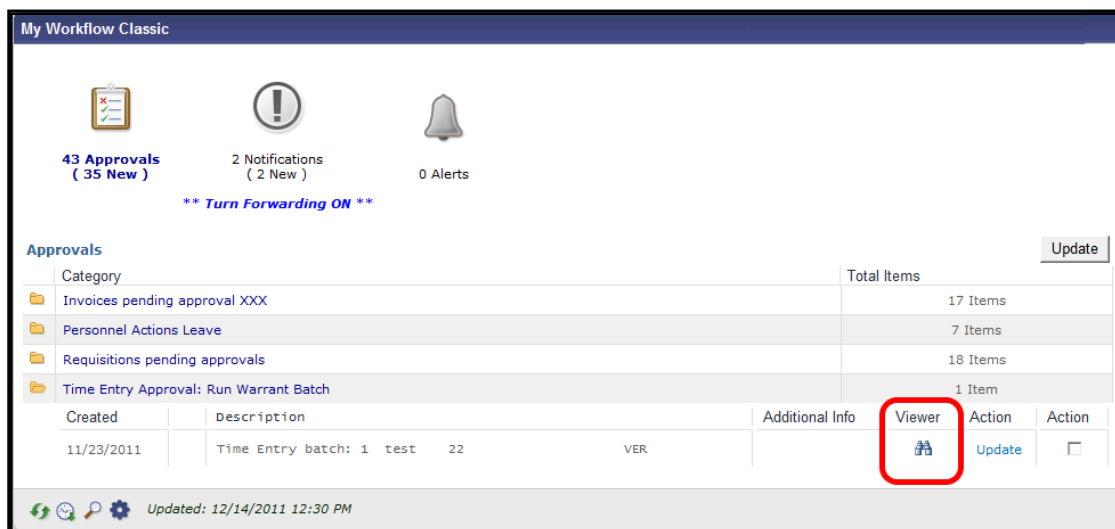 My Workflow Classic
43 Approvals
( 35 New )
2 Notifications
( 2 New )
0 Alerts
** Turn Forwarding ON **
Approvals
Update
Category Total Items
Invoices pending approval XXX 17 Items
Personnel Actions Leave 7 Items
Requisitions pending approvals 18 Items
Time Entry Approval: Run Warrant Batch 1 Item
Created Description Additional Info Viewer Action Action
11/23/2011 Time Entry batch: 1 test 22 VER Update
Updated: 12/14/2011 12:30 PM